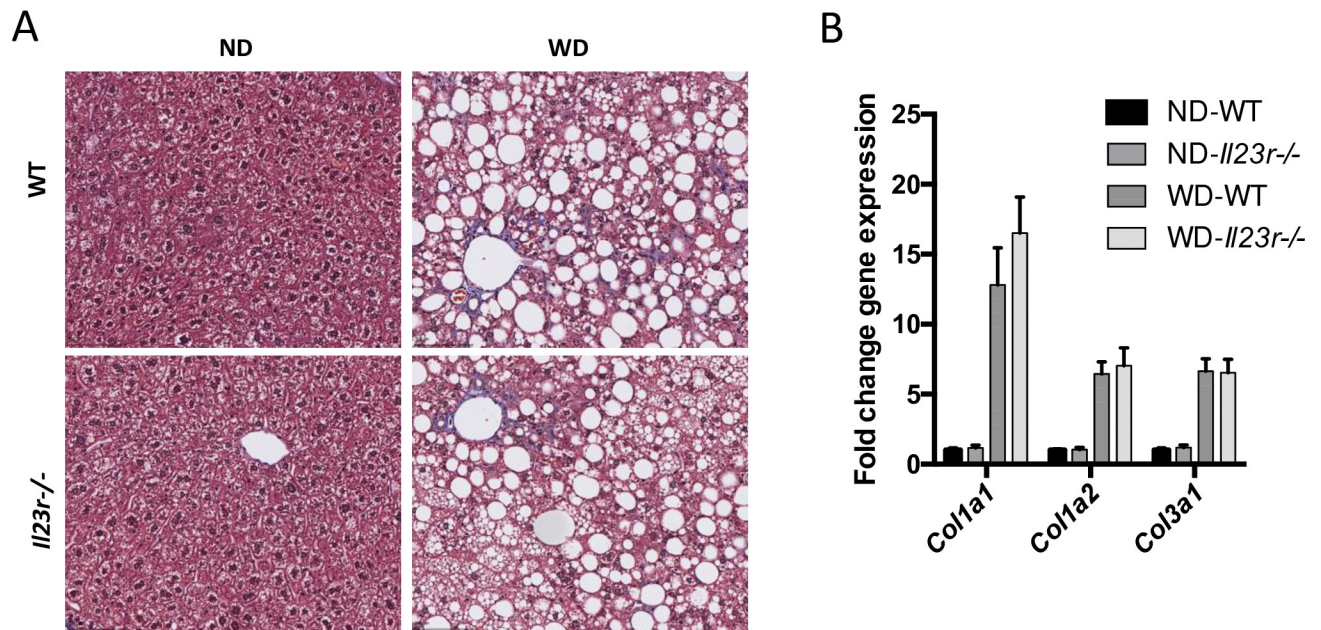 A
ND
WD
WT
Il23r-/-
B
Fold change gene expression
25
20
15
10
5
0
ND-WT
ND-Il23r-/-
WD-WT
WD-Il23r-/-
Col1a1
Col1a2
Col3a1